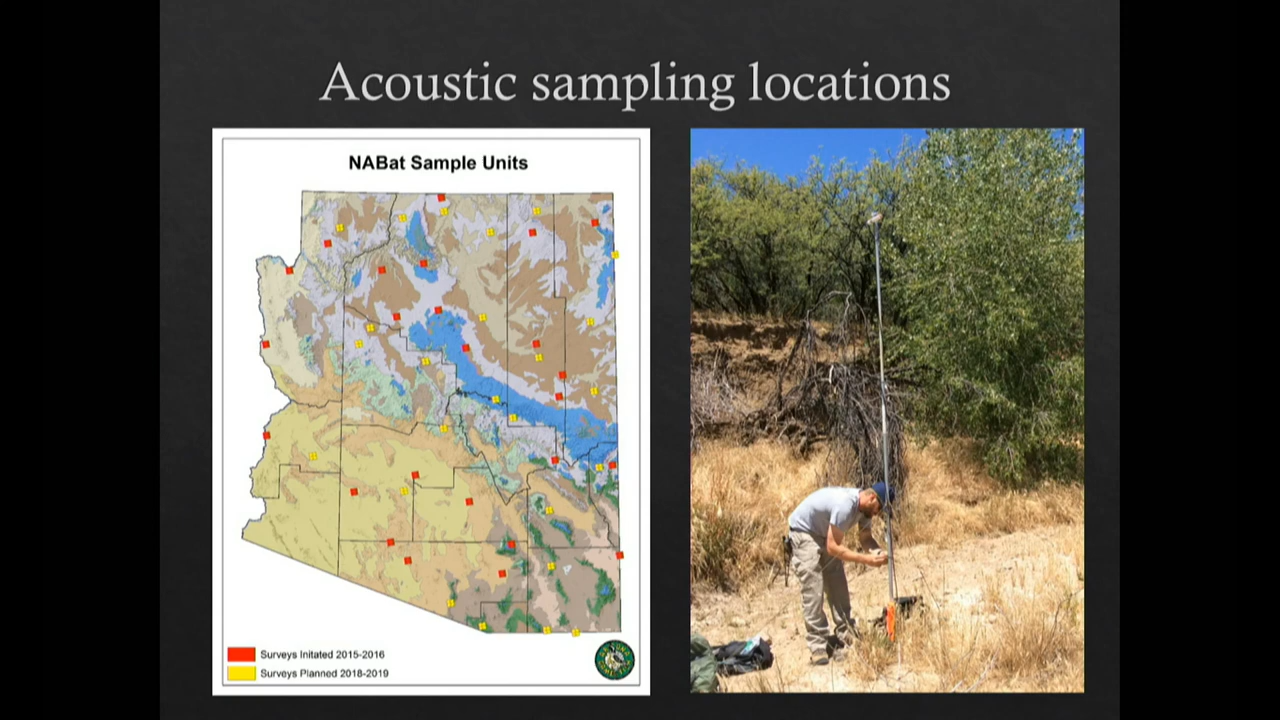 Acoustic sampling locations
NABat Sample Units
Surveys Initated 2015-2016
Surveys Planned 2018-2019